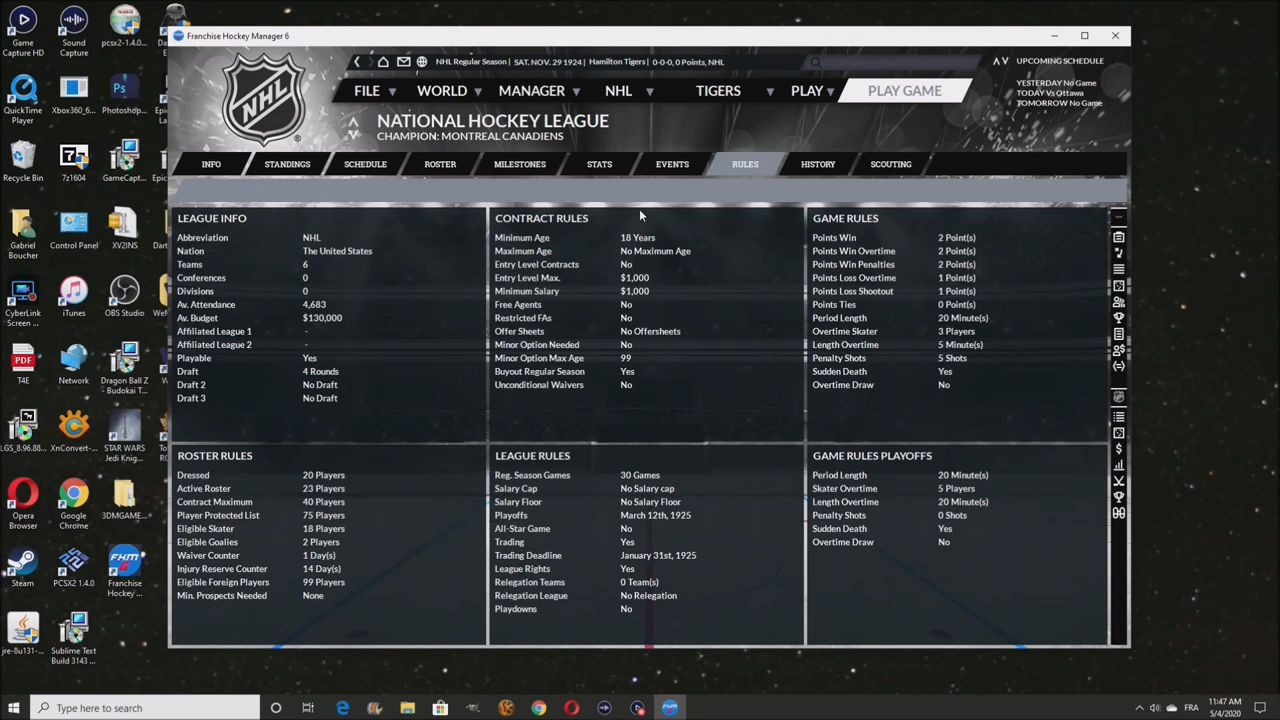 Game
Capture HD
Sound
Capture
pcsx2-1.4.0...
Da
E
Franchise Hockey Manager 6
NHL Regular Season | SAT. NOV. 29 1924 | Hamilton Tigers | 0-0-0, 0 Points, NHL
UPCOMING SCHEDULE
YESTERDAY No Game
TODAY Vs Ottawa
TOMORROW No Game
FILE WORLD MANAGER NHL TIGERS PLAY PLAY GAME
NHL
NATIONAL HOCKEY LEAGUE
CHAMPION: MONTREAL CANADIENS
INFO STANDINGS SCHEDULE ROSTER MILESTONES STATS EVENTS RULES HISTORY SCOUTING
LEAGUE INFO
Abbreviation NHL
Nation The United States
Teams 6
Conferences 0
Divisions 0
Av. Attendance 4,683
Av. Budget $130,000
Affiliated League 1 -
Affiliated League 2 -
Playable Yes
Draft 4 Rounds
Draft 2 No Draft
Draft 3 No Draft
CONTRACT RULES
Minimum Age 18 Years
Maximum Age No Maximum Age
Entry Level Contracts No
Entry Level Max. $1,000
Minimum Salary $1,000
Free Agents No
Restricted FAs No
Offer Sheets No Offersheets
Minor Option Needed No
Minor Option Max Age 99
Buyout Regular Season Yes
Unconditional Waivers No
GAME RULES
Points Win 2 Point(s)
Points Win Overtime 2 Point(s)
Points Win Penalties 2 Point(s)
Points Loss Overtime 1 Point(s)
Points Loss Shootout 1 Point(s)
Points Ties 0 Point(s)
Period Length 20 Minute(s)
Overtime Skater 3 Players
Length Overtime 5 Minute(s)
Penalty Shots 5 Shots
Sudden Death Yes
Overtime Draw No
ROSTER RULES
Dressed 20 Players
Active Roster 23 Players
Contract Maximum 40 Players
Player Protected List 75 Players
Eligible Skater 18 Players
Eligible Goalies 2 Players
Waiver Counter 1 Day(s)
Injury Reserve Counter 14 Day(s)
Eligible Foreign Players 99 Players
Min. Prospects Needed None
LEAGUE RULES
Reg. Season Games 30 Games
Salary Cap No Salary cap
Salary Floor No Salary Floor
Playoffs March 12th, 1925
All-Star Game No
Trading Yes
Trading Deadline January 31st, 1925
League Rights Yes
Relegation Teams 0 Team(s)
Relegation League No Relegation
Playdowns No
GAME RULES PLAYOFFS
Period Length 20 Minute(s)
Skater Overtime 5 Players
Length Overtime 20 Minute(s)
Penalty Shots 0 Shots
Sudden Death Yes
Overtime Draw No
QuickTime
Player
Xbox360_6...
Photoshop...
Recycle Bin
7z1604
GameCapt...
Epic
Gabriel
Boucher
Control Panel
XV2INS
Dart
CyberLink
Screen ...
iTunes
OBS Studio
T4E
Network
Dragon Ball Z
- Budokai T...
LGS_8.96.88...
XnConvert-...
STAR WARS
Jedi Knig...
Opera
Browser
Google
Chrome
3DMGAME...
Steam
PCSX2 1.4.0
Franchise
Hockey ...
jre-8u131-...
Sublime Text
Build 3143 ...
Type here to search
FRA
11:47 AM
5/4/2020